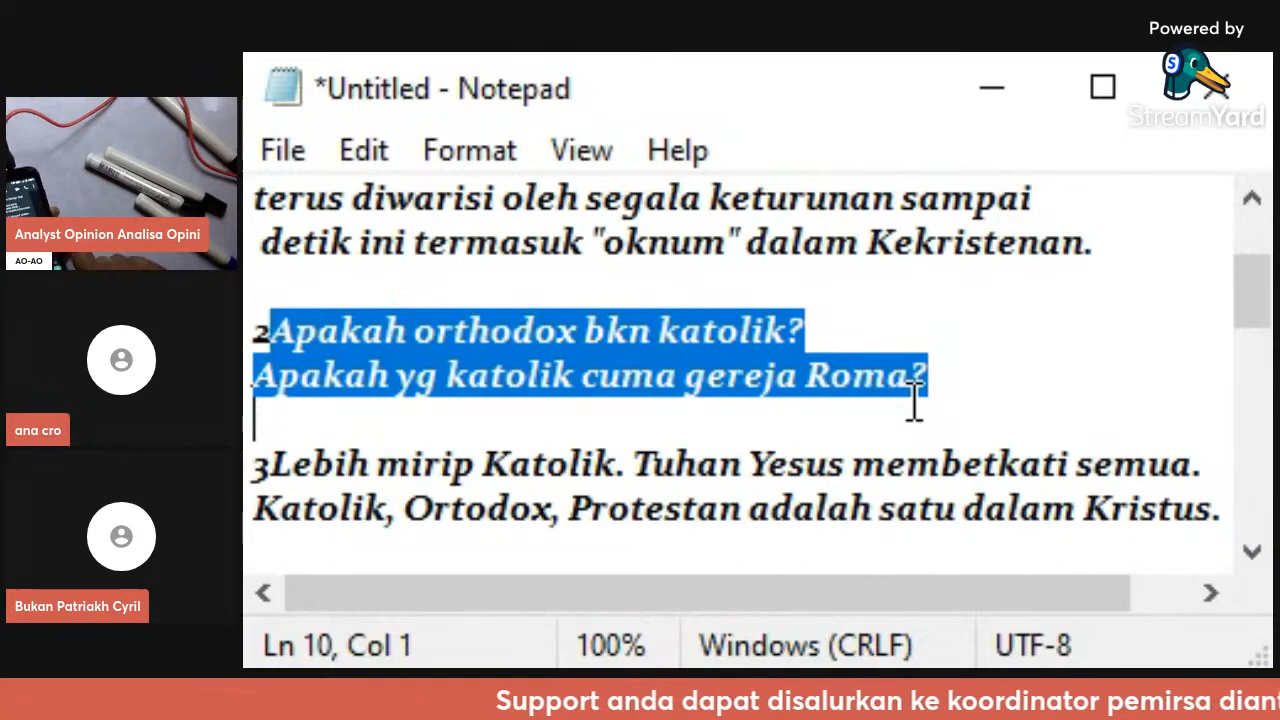 Powered by
StreamYard
*Untitled - Notepad
File Edit Format View Help
terus diwarisi oleh segala keturunan sampai
detik ini termasuk "oknum" dalam Kekristenan.
2Apakah orthodox bkn katolik?
Apakah yg katolik cuma gereja Roma?
3Lebih mirip Katolik. Tuhan Yesus membetkati semua.
Katolik, Ortodox, Protestan adalah satu dalam Kristus.
Ln 10, Col 1 100% Windows (CRLF) UTF-8
Analyst Opinion Analisa Opini
AO-AO
ana cro
Bukan Patriakh Cyril
Support anda dapat disalurkan ke koordinator pemirsa dian